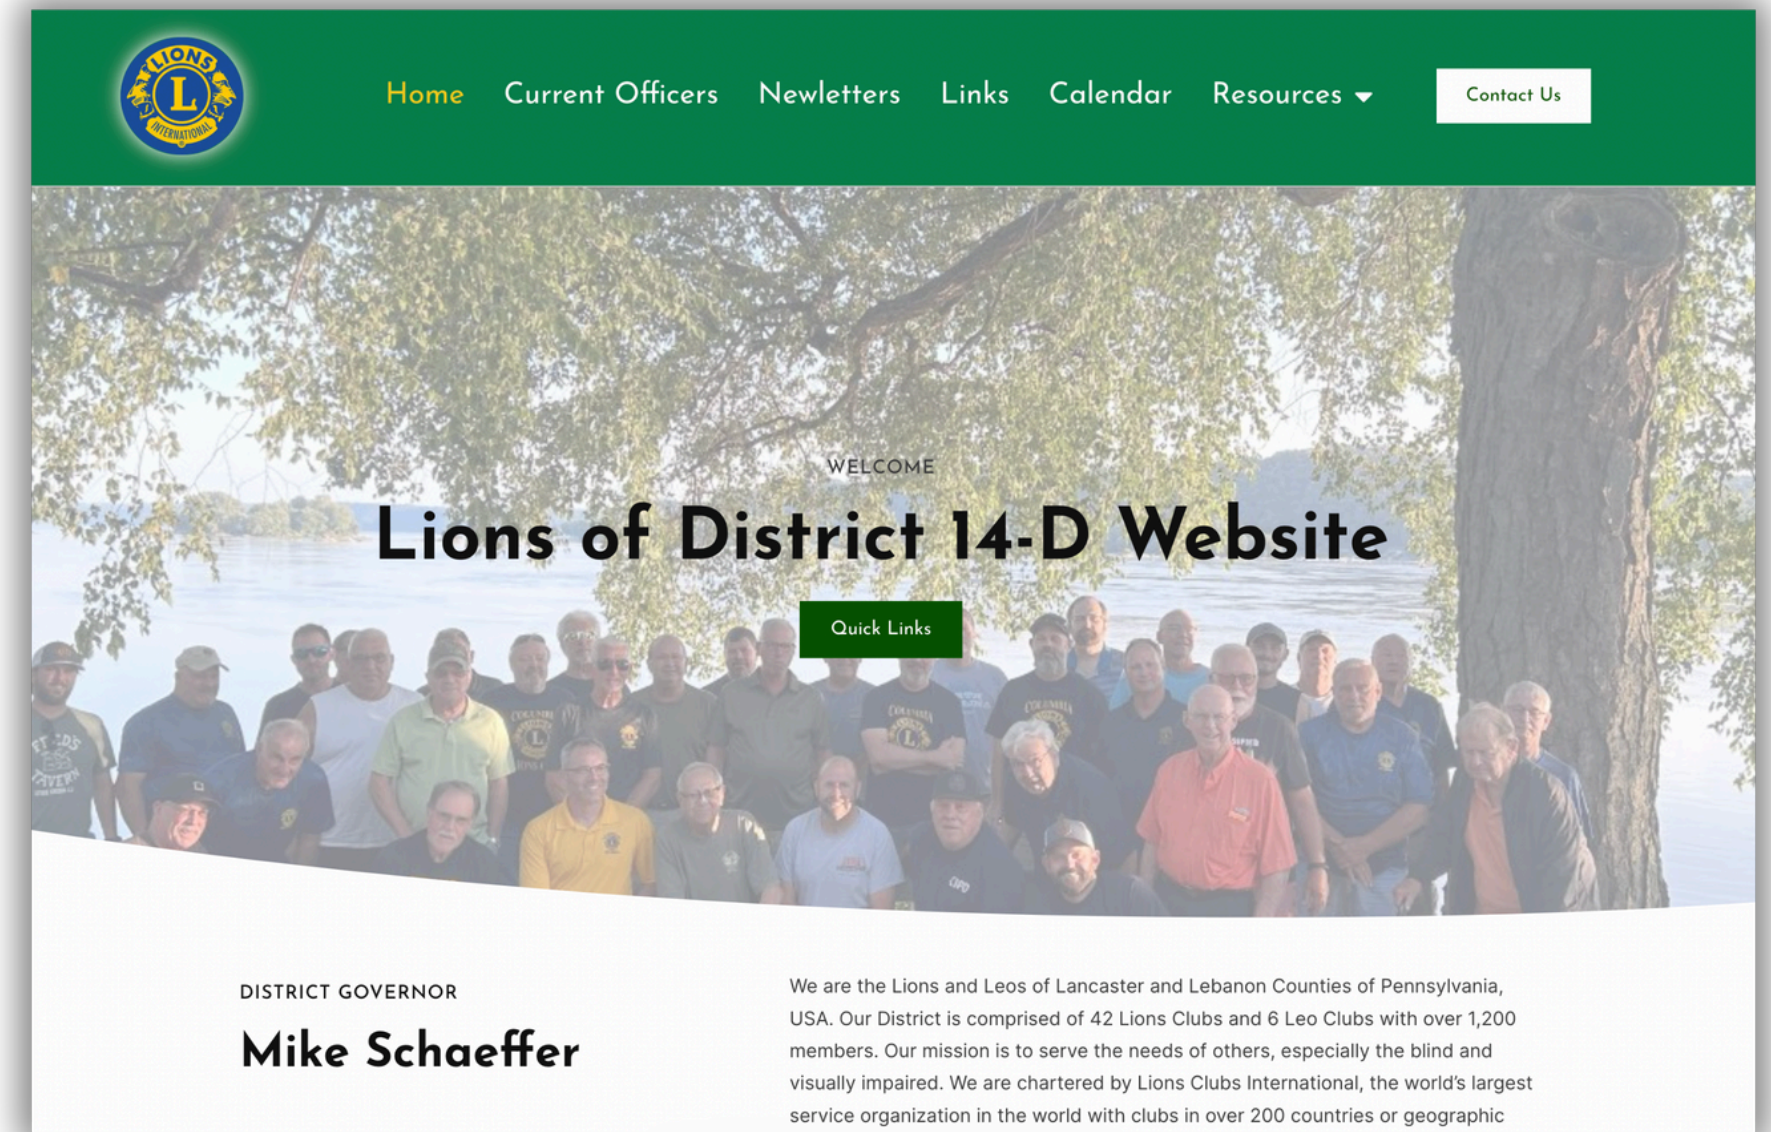 LIONS
L
INTERNATIONAL
Home Current Officers Newletters Links Calendar Resources
Contact Us
WELCOME
Lions of District 14-D Website
Quick Links
COLUMBIA
COLUMBIA
L
L
TAVERN
CIPD
DISTRICT GOVERNOR
Mike Schaeffer
We are the Lions and Leos of Lancaster and Lebanon Counties of Pennsylvania,
USA. Our District is comprised of 42 Lions Clubs and 6 Leo Clubs with over 1,200
members. Our mission is to serve the needs of others, especially the blind and
visually impaired. We are chartered by Lions Clubs International, the world's largest
service organization in the world with clubs in over 200 countries or geographic